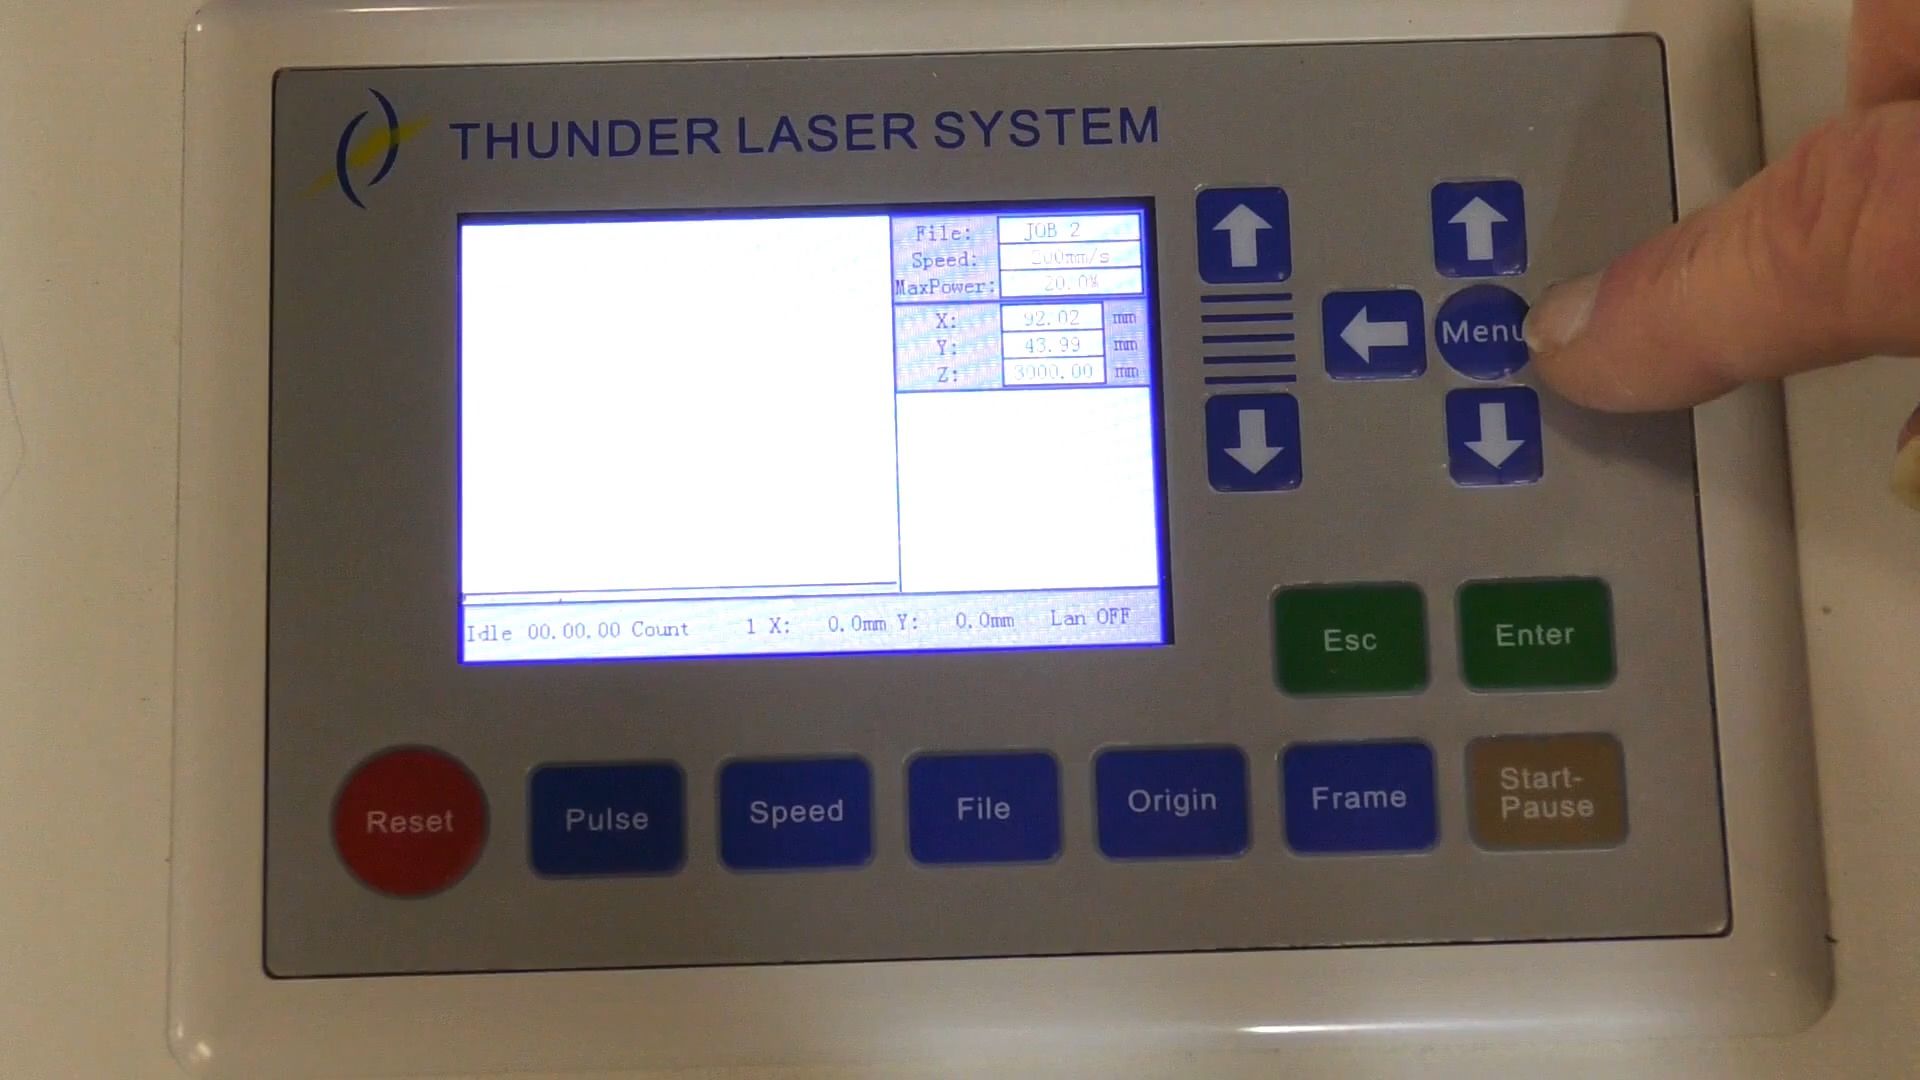 THUNDER LASER SYSTEM
File: JOB 2
Speed: 200mm/s
MaxPower: 20.0%
X: 92.02 mm
Y: 43.99 mm
Z: 3000.00 mm
Idle 00.00.00 Count 1 X: 0.0mm Y: 0.0mm Lan OFF
Menu
Esc
Enter
Reset
Pulse
Speed
File
Origin
Frame
Start-
Pause